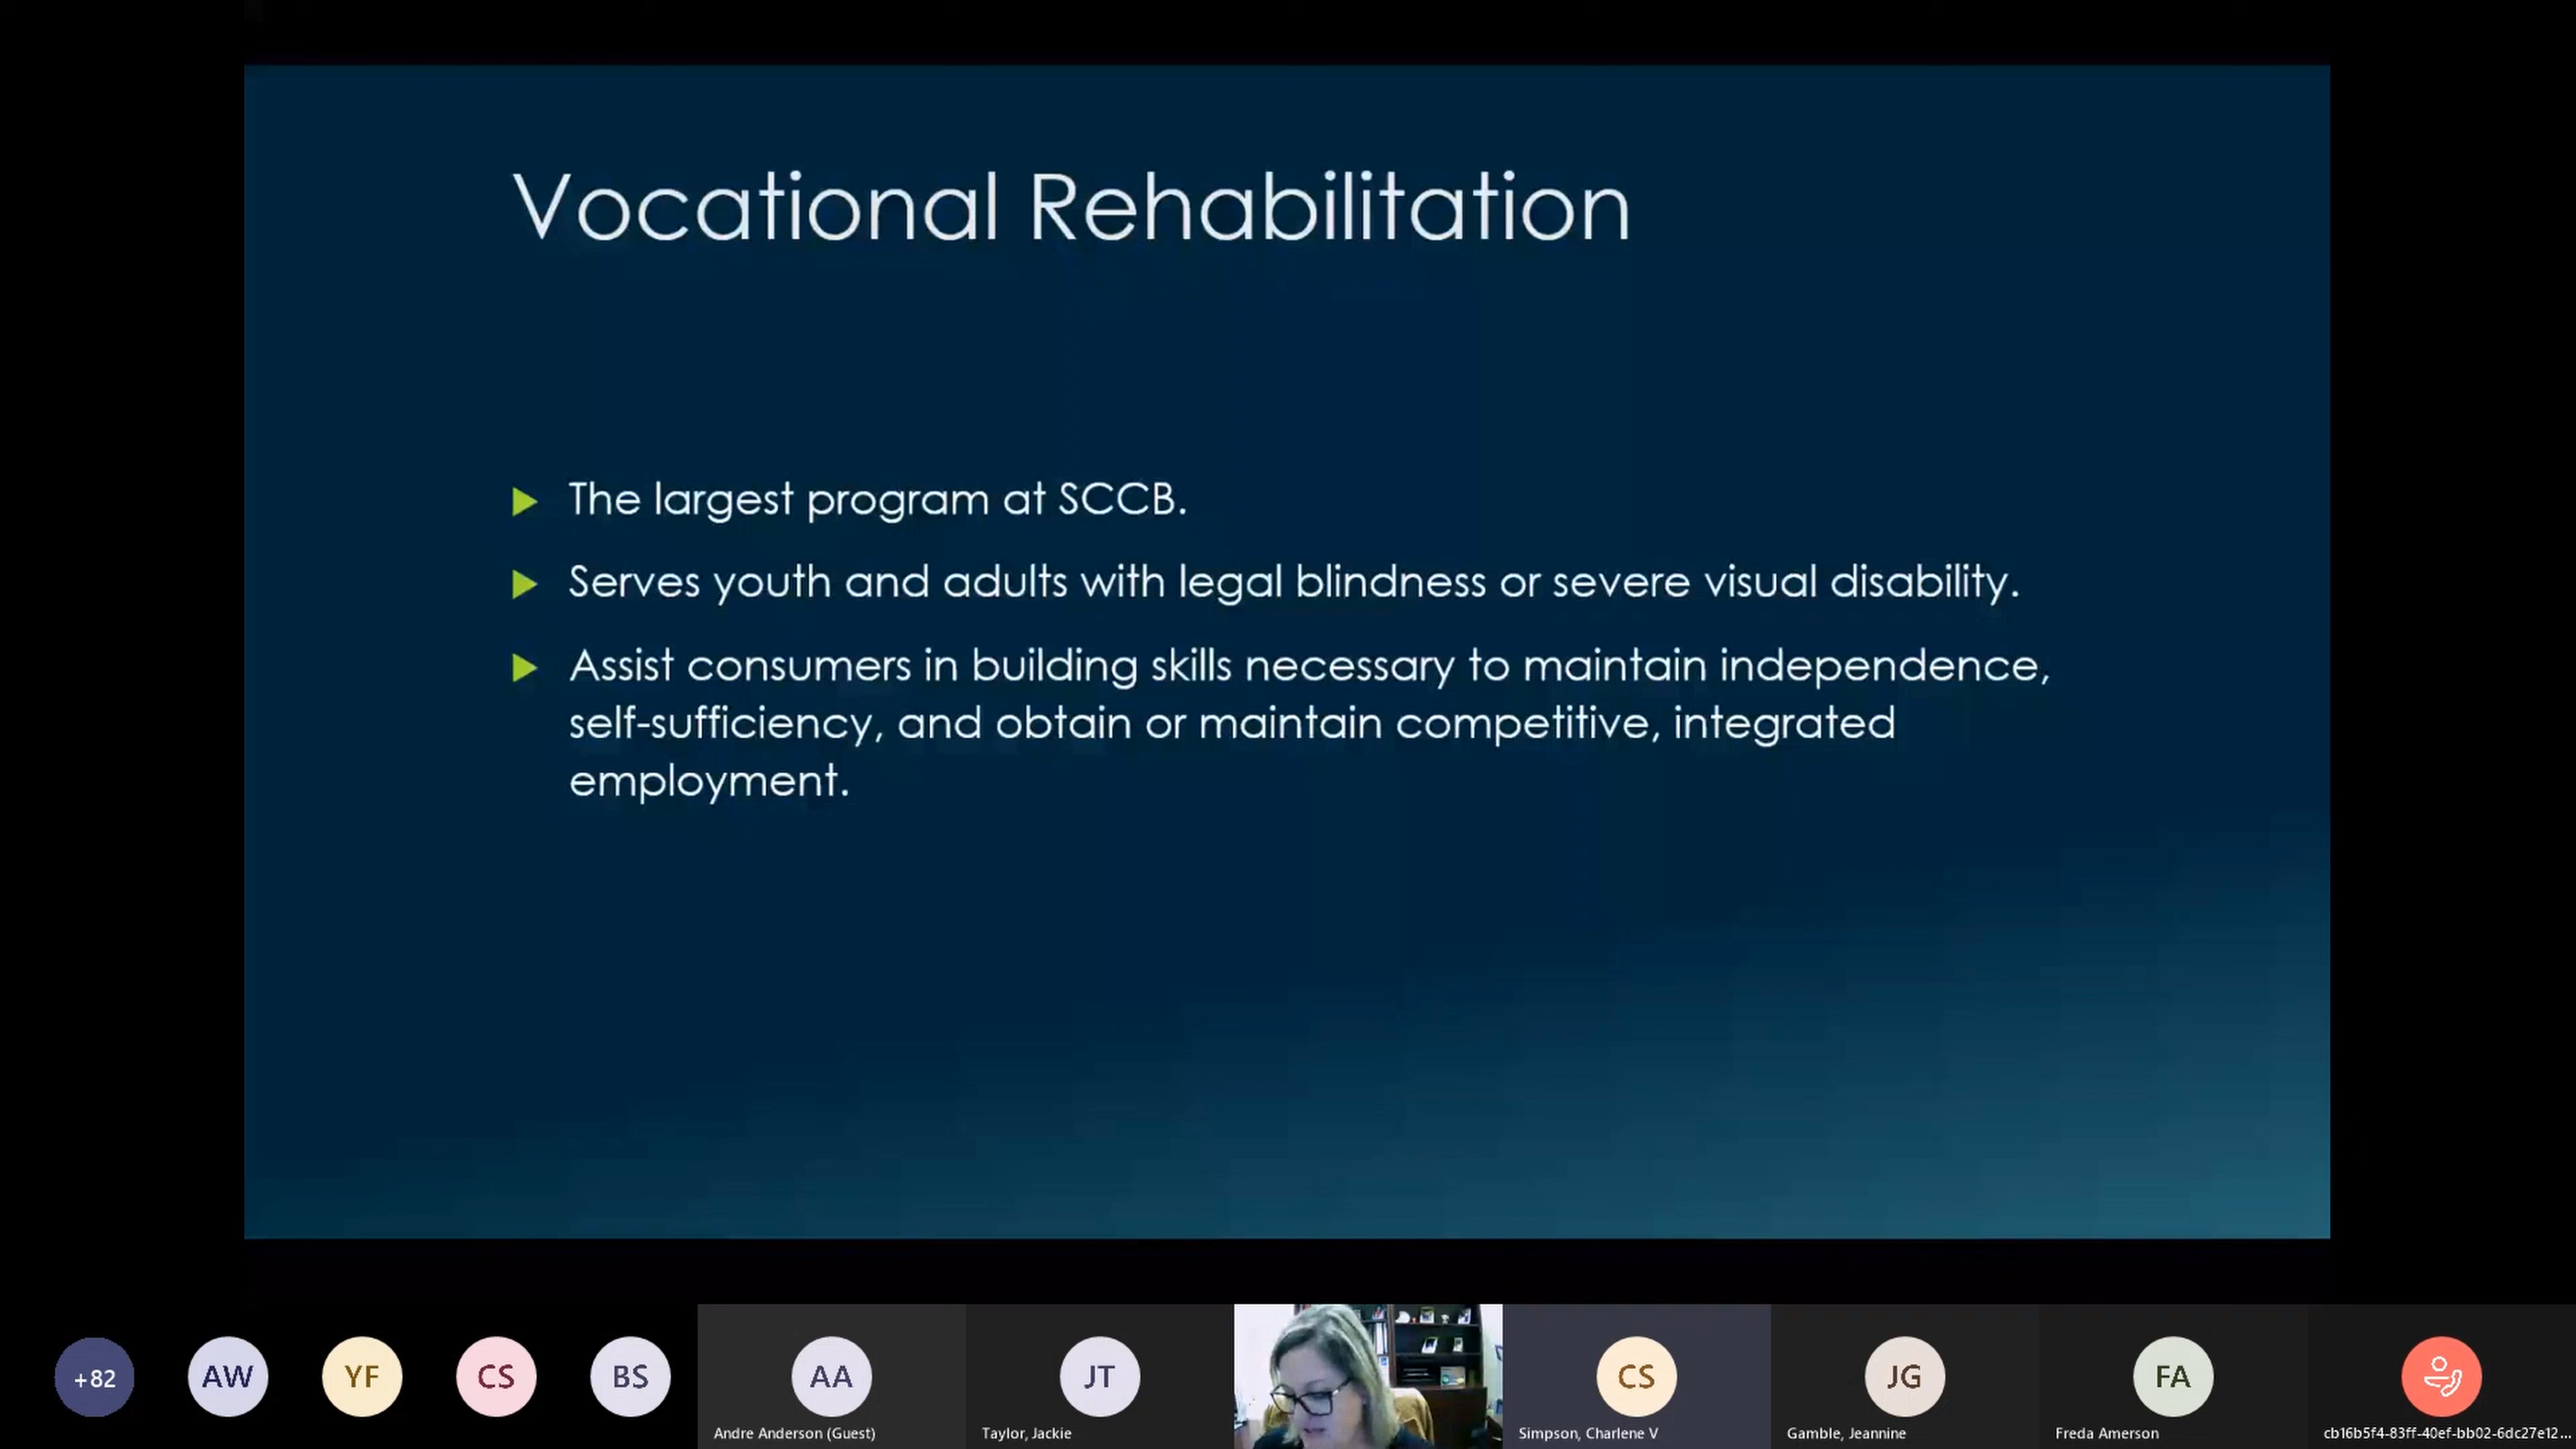 Vocational Rehabilitation
The largest program at SCCB.
Serves youth and adults with legal blindness or severe visual disability.
Assist consumers in building skills necessary to maintain independence,
self-sufficiency, and obtain or maintain competitive, integrated
employment.
+82
AW
YF
CS
BS
AA
JT
CS
JG
FA
Andre Anderson (Guest)
Taylor, Jackie
Simpson, Charlene V
Gamble, Jeannine
Freda Amerson
cb16b5f4-83ff-40ef-bb02-6dc27e12...